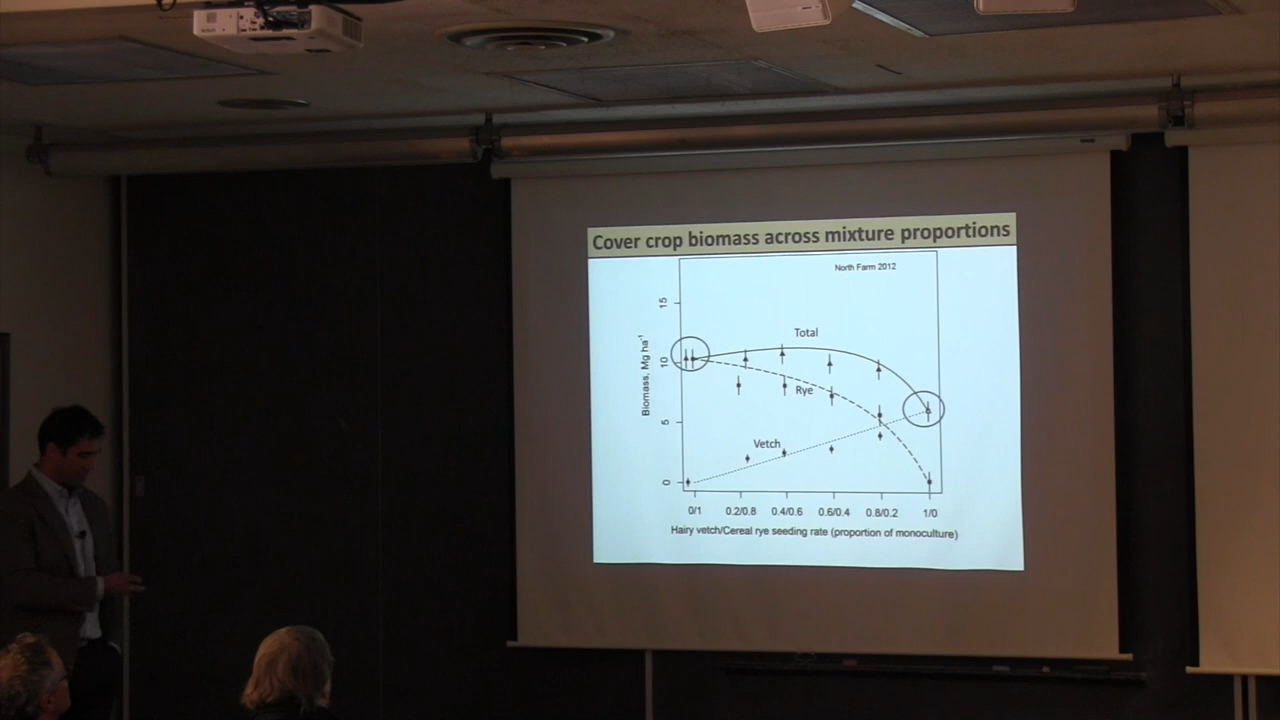 Cover crop biomass across mixture proportions
North Farm 2012
15
10
5
0
Biomass, Mg ha⁻¹
Total
Rye
Vetch
0/1 0.2/0.8 0.4/0.6 0.6/0.4 0.8/0.2 1/0
Hairy vetch/Cereal rye seeding rate (proportion of monoculture)